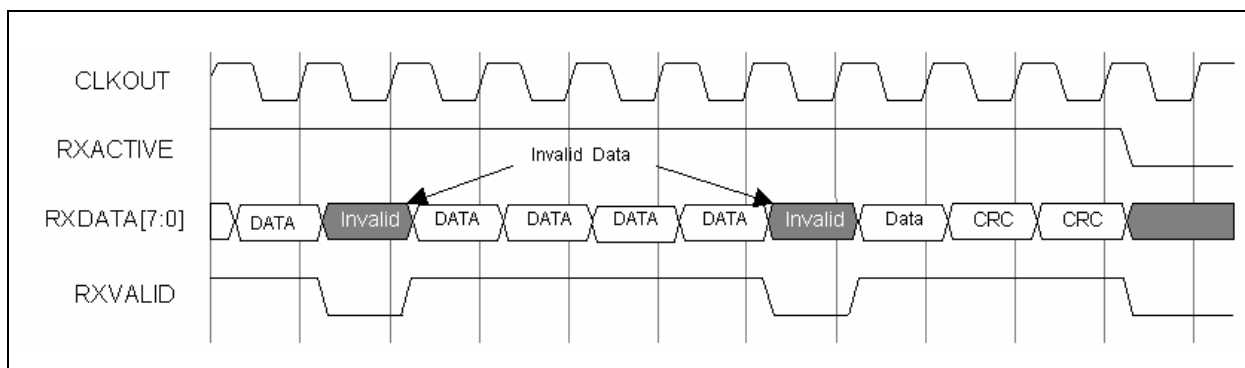 CLKOUT
RXACTIVE
Invalid Data
RXDATA[7:0] DATA Invalid DATA DATA DATA DATA Invalid Data CRC CRC
RXVALID